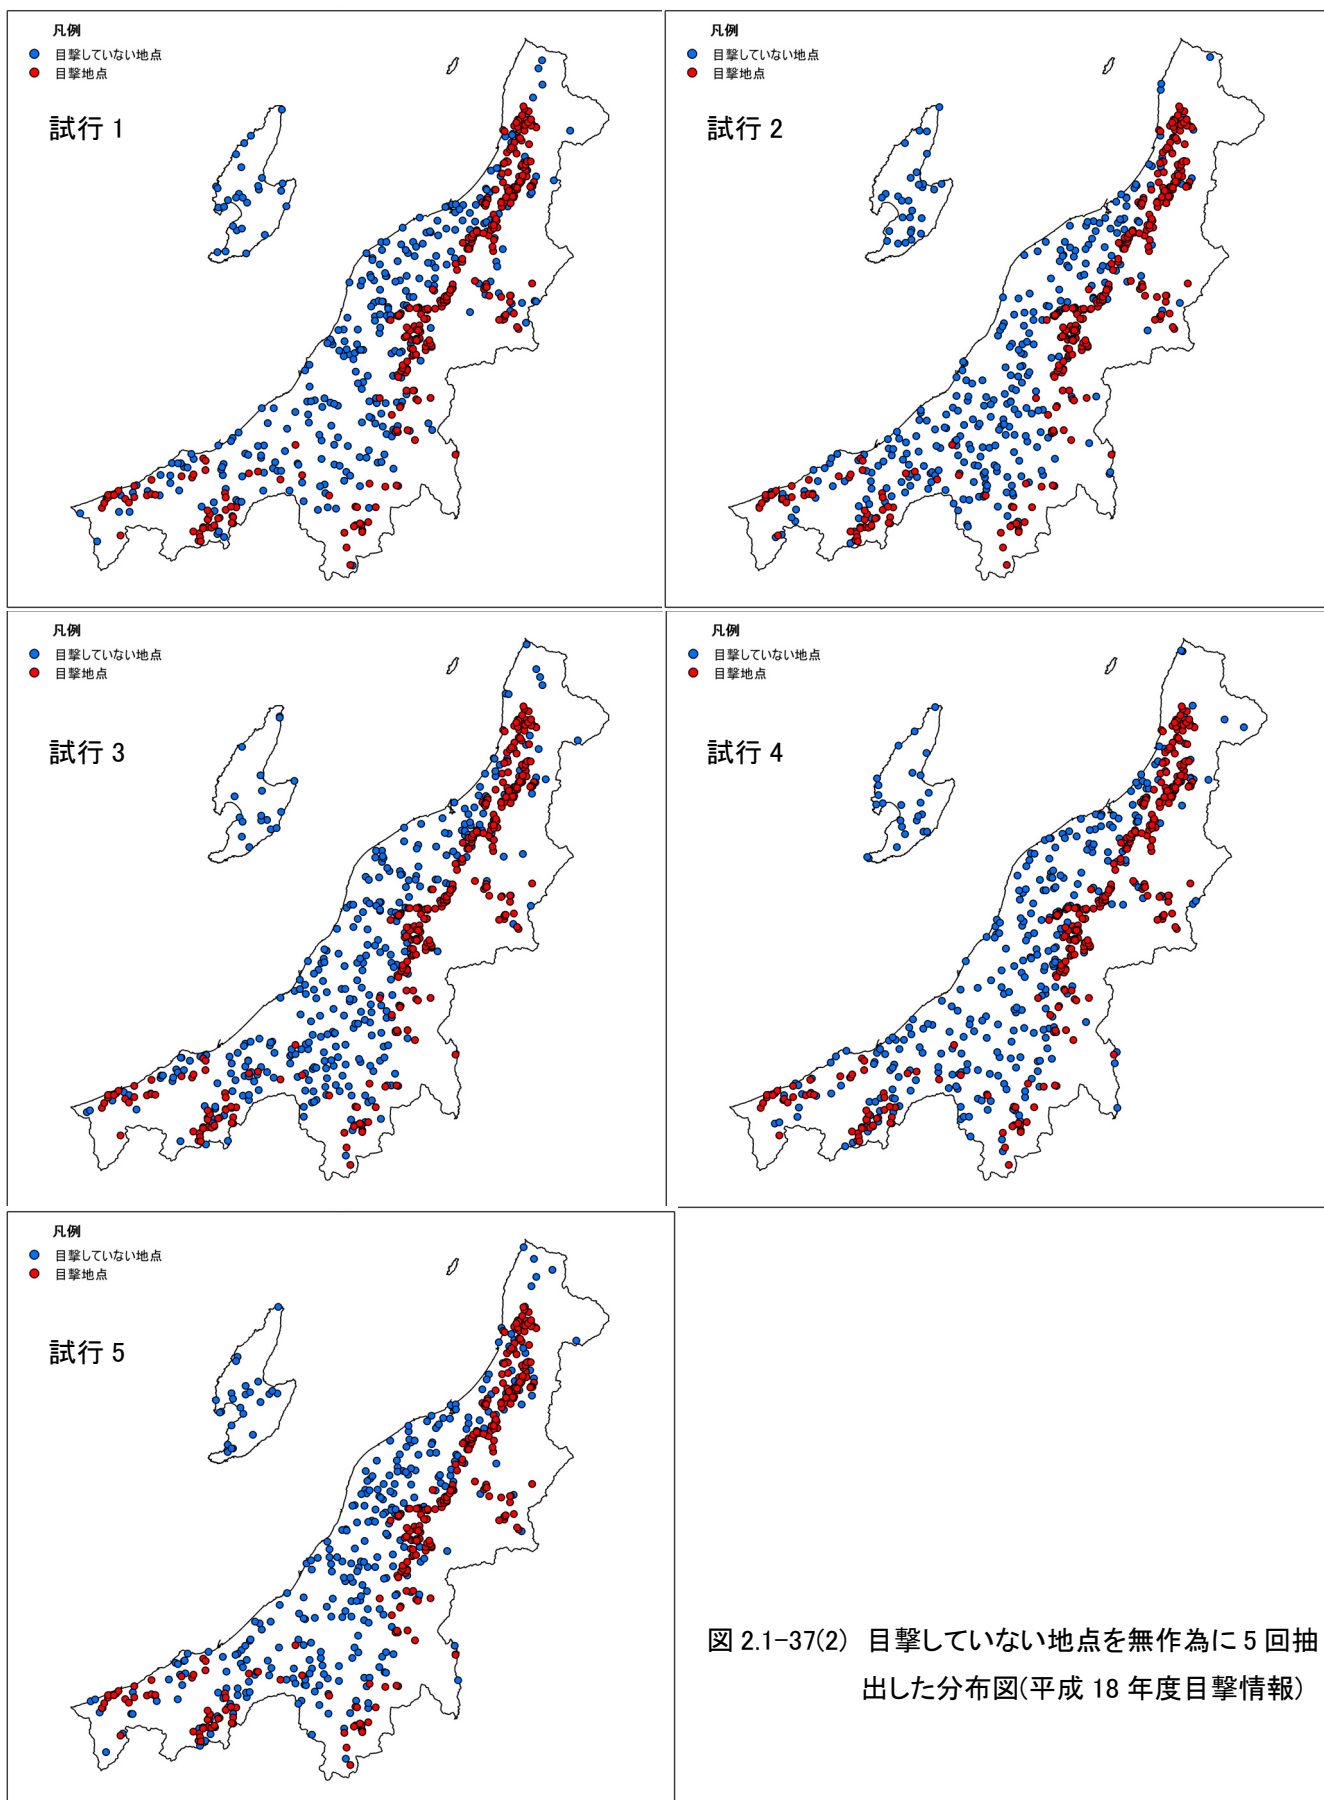 凡例
目撃していない地点
目撃地点
試行 1
凡例
目撃していない地点
目撃地点
試行 2
凡例
目撃していない地点
目撃地点
試行 3
凡例
目撃していない地点
目撃地点
試行 4
凡例
目撃していない地点
目撃地点
試行 5
図 2.1-37(2) 目撃していない地点を無作為に 5 回抽
出した分布図(平成 18 年度目撃情報)